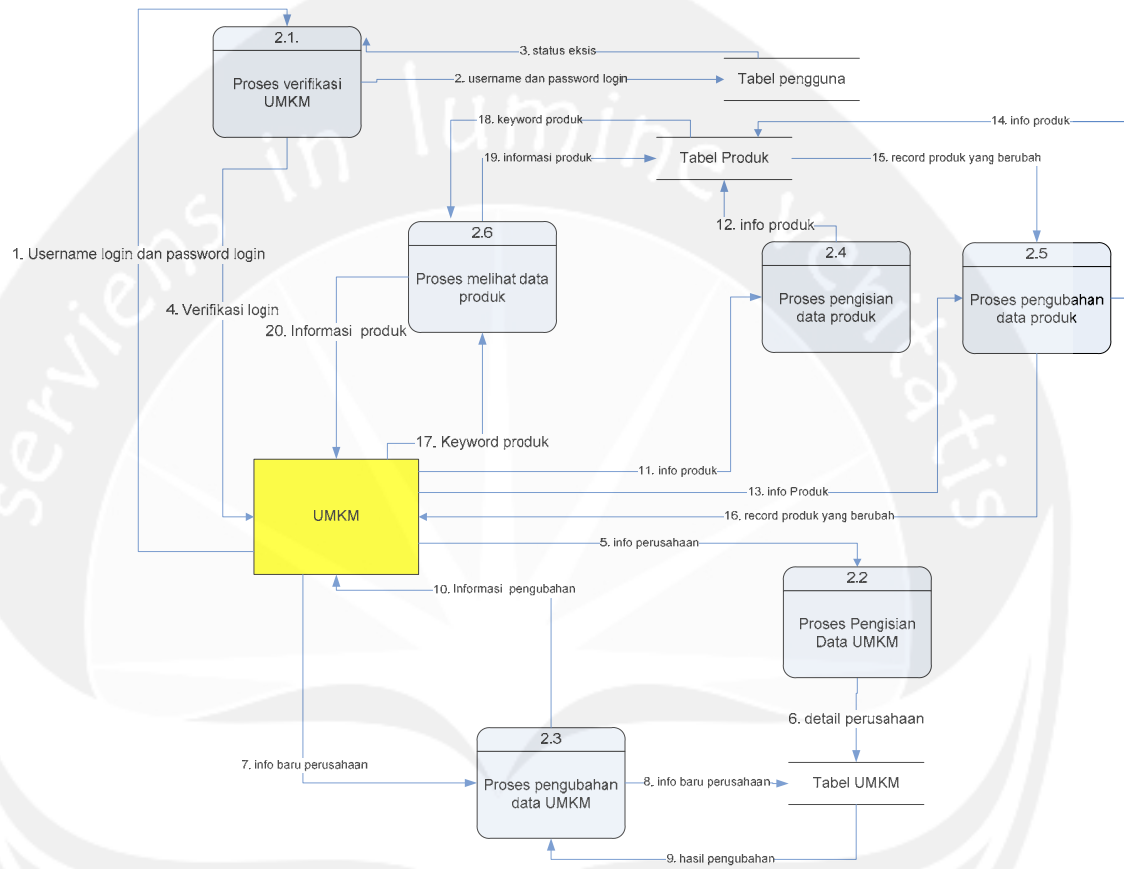 2.1.
Proses verifikasi
UMKM
3. status eksis
2. username dan password login
Tabel pengguna
18. keyword produk
14. info produk
19. informasi produk
Tabel Produk
15. record produk yang berubah
12. info produk
2.6
Proses melihat data
produk
2.4
Proses pengisian
data produk
2.5
Proses pengubahan
data produk
1. Username login dan password login
4. Verifikasi login
20. Informasi produk
17. Keyword produk
11. info produk
13. info Produk
UMKM
16. record produk yang berubah
5. info perusahaan
10. Informasi pengubahan
2.2
Proses Pengisian
Data UMKM
6. detail perusahaan
2.3
Proses pengubahan
data UMKM
7. info baru perusahaan
8. info baru perusahaan
Tabel UMKM
9. hasil pengubahan
serviens in lumine veritatis